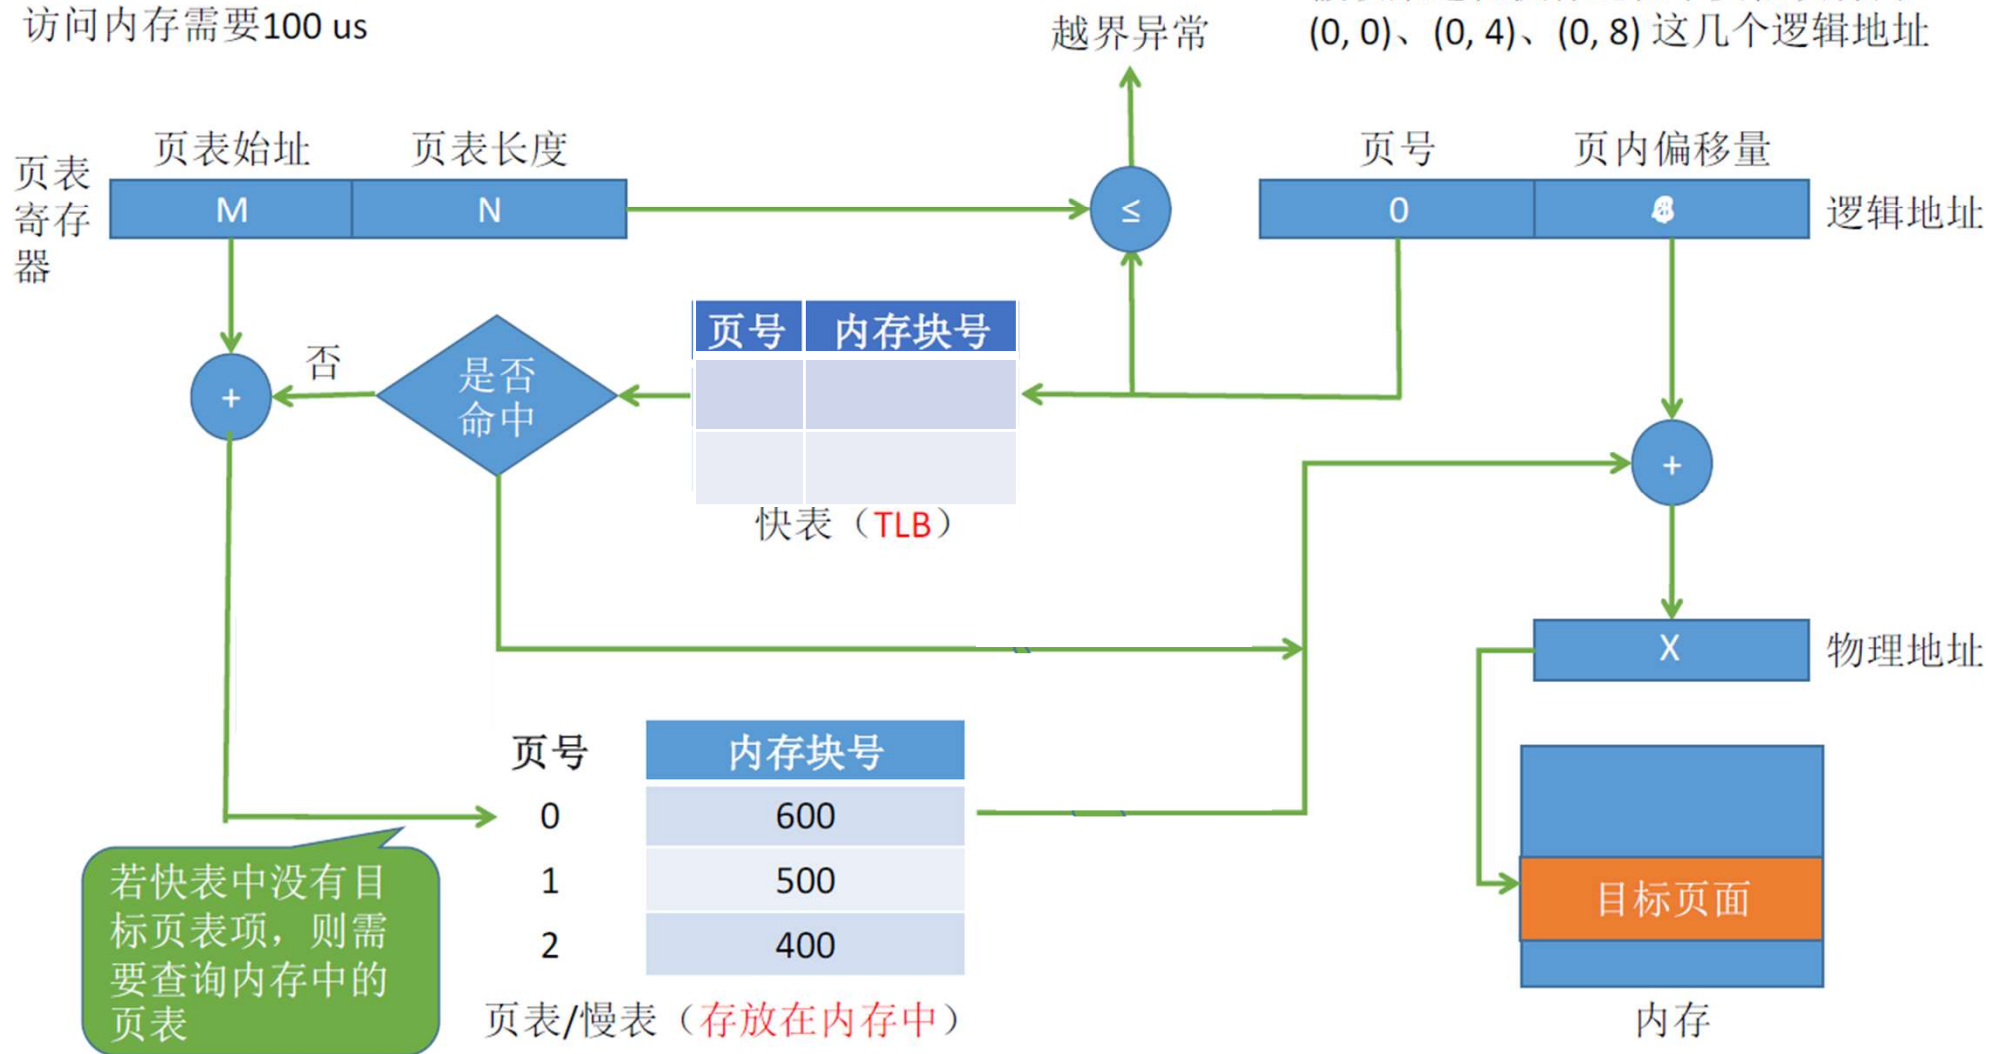 访问内存需要100 us
越界异常
(0, 0)、(0, 4)、(0, 8) 这几个逻辑地址
页表始址 页表长度
页号 页内偏移量
页表
寄存
器
M N
≤
0
逻辑地址
页号 内存块号
否
是否
命中
+
+
快表（TLB）
X
物理地址
页号 内存块号
0 600
1 500
2 400
若快表中没有目
标页表项，则需
要查询内存中的
页表
目标页面
页表/慢表（存放在内存中）
内存